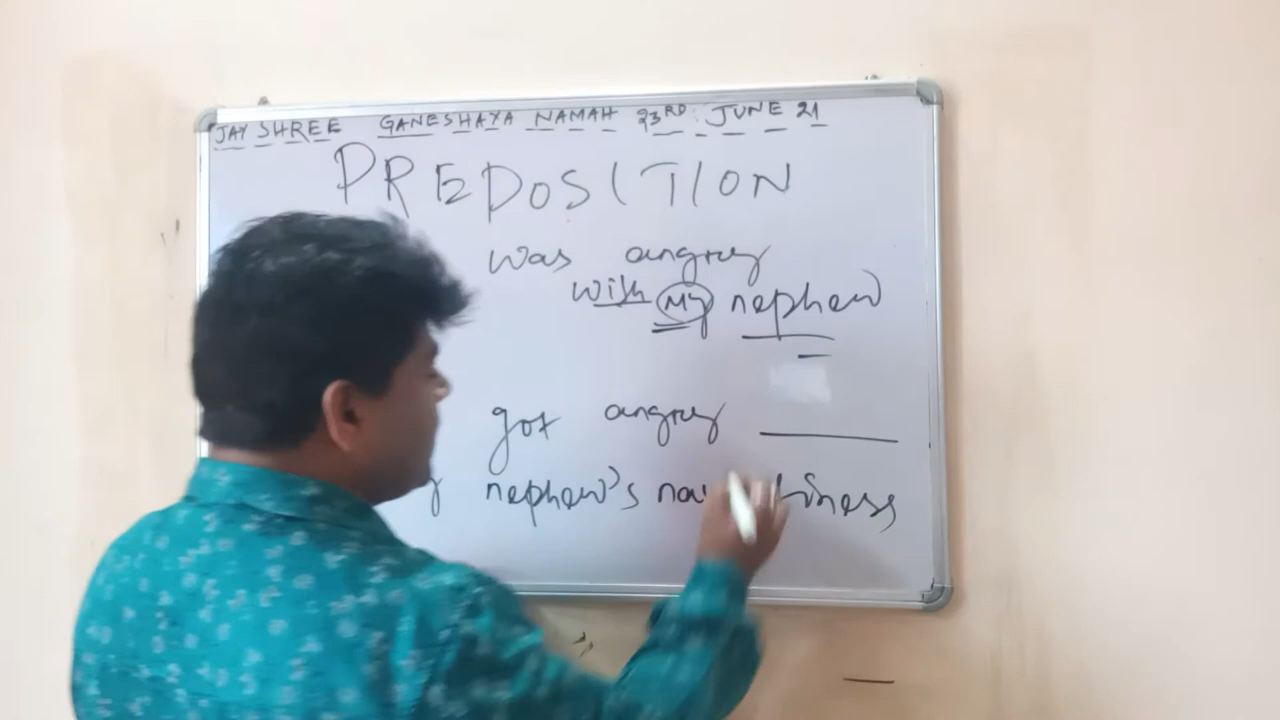 JAY SHREE GANESHAYA NAMAH 23RD JUNE 21
PREPOSITION
was angry
with My nephew
got angry
nephew's